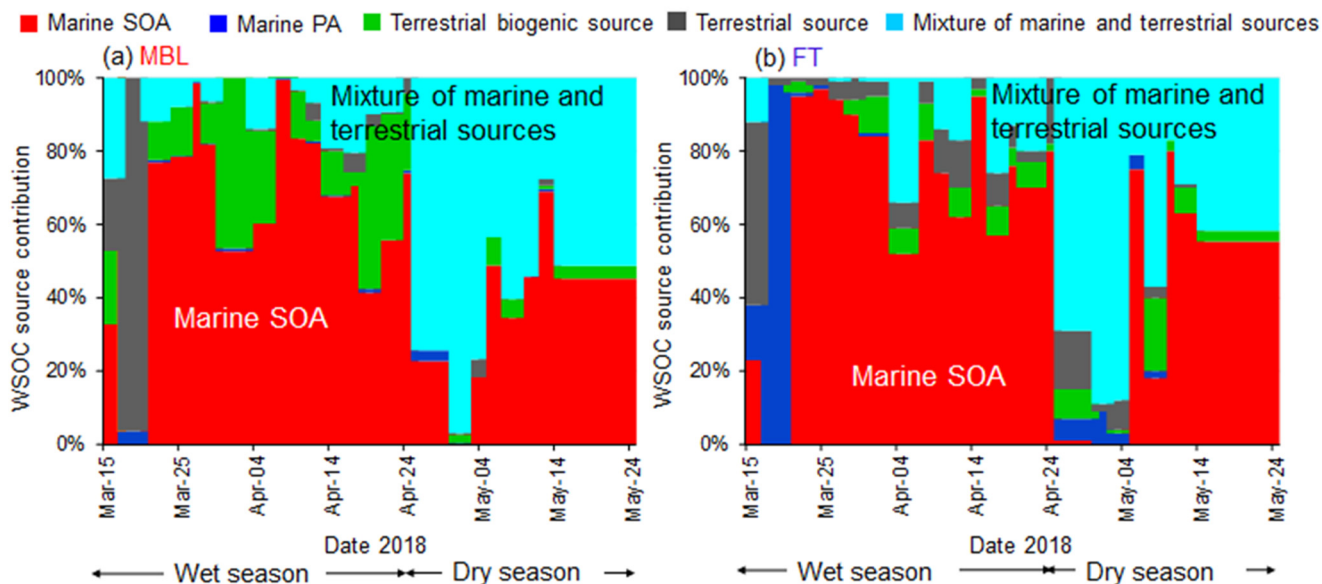 Marine SOA Marine PA Terrestrial biogenic source Terrestrial source Mixture of marine and terrestrial sources
(a) MBL
(b) FT
WSOC source contribution
100%
80%
60%
40%
20%
0%
Mixture of marine and
terrestrial sources
Marine SOA
Mar-15
Mar-25
Apr-04
Apr-14
Apr-24
May-04
May-14
May-24
Date 2018
Wet season
Dry season
WSOC source contribution
100%
80%
60%
40%
20%
0%
Mixture of marine and
terrestrial sources
Marine SOA
Mar-15
Mar-25
Apr-04
Apr-14
Apr-24
May-04
May-14
May-24
Date 2018
Wet season
Dry season